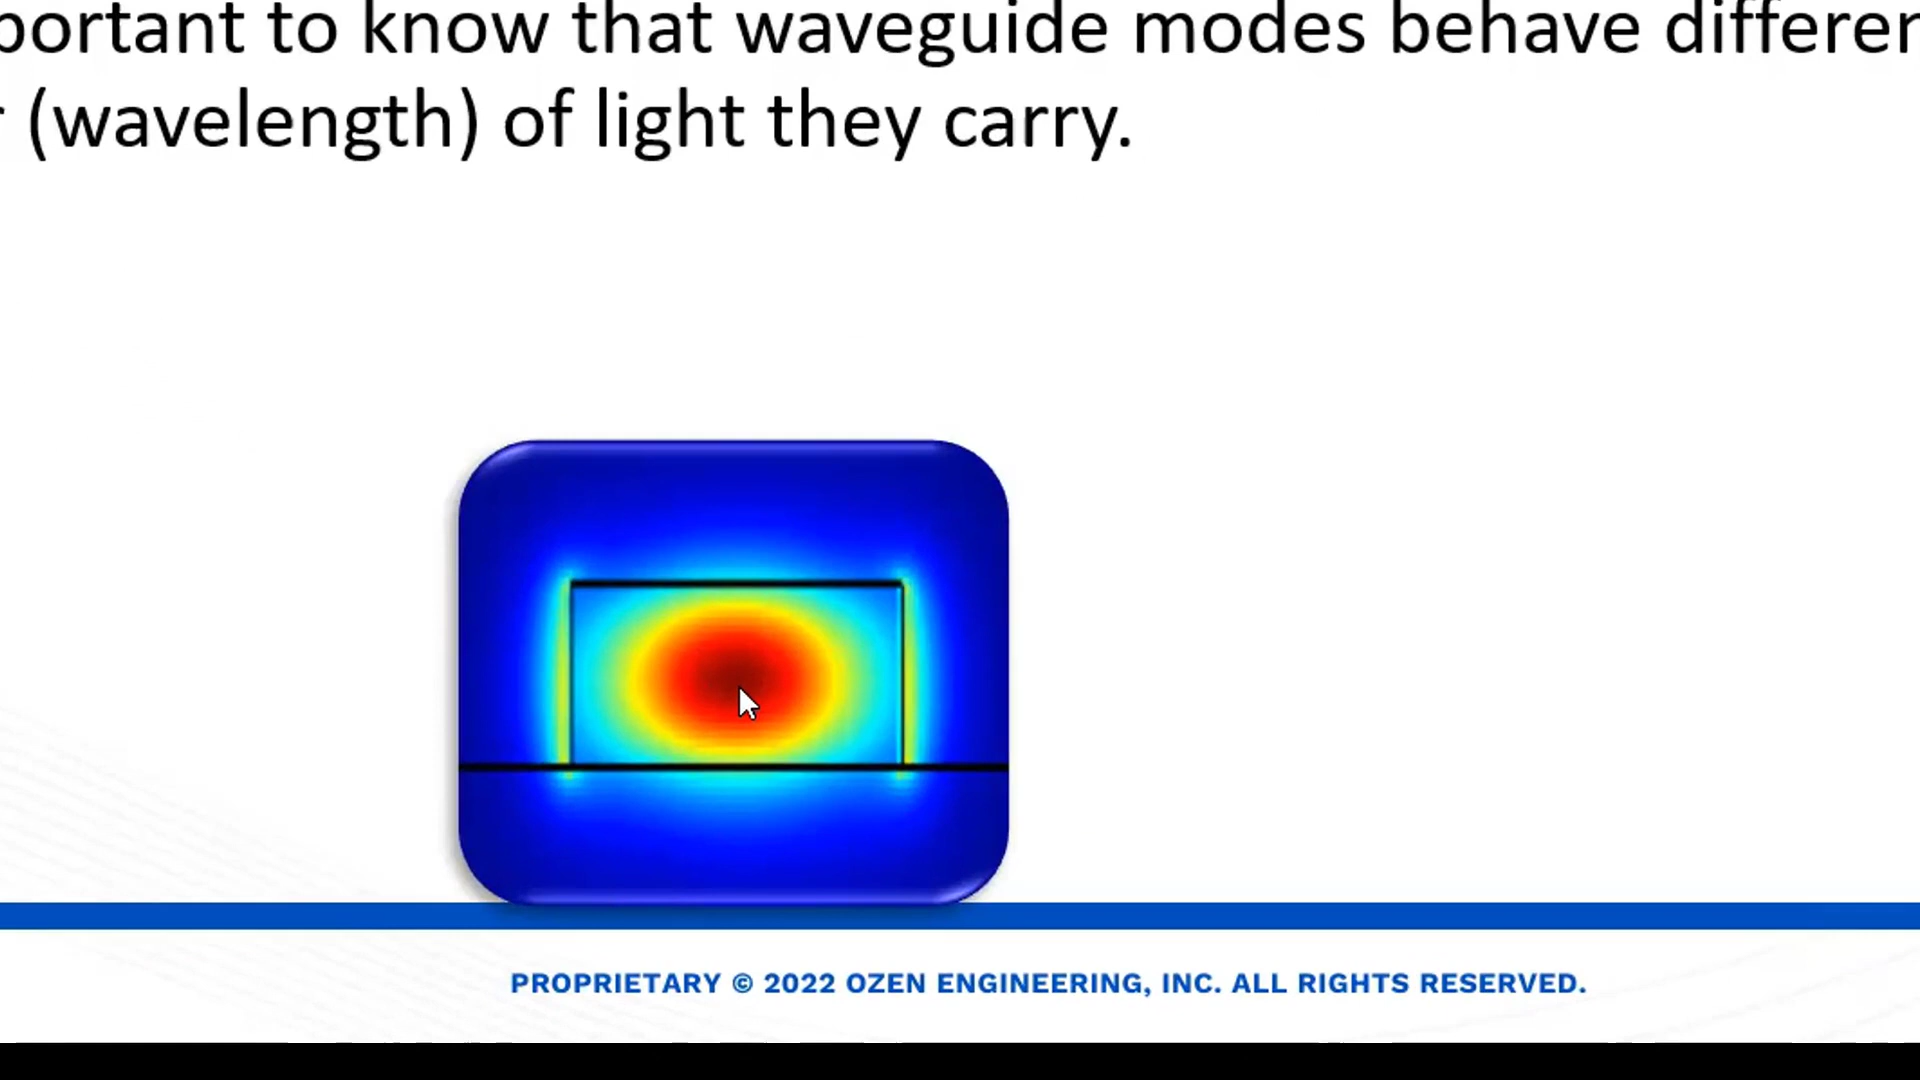 portant to know that waveguide modes behave differen
(wavelength) of light they carry.
PROPRIETARY © 2022 OZEN ENGINEERING, INC. ALL RIGHTS RESERVED.